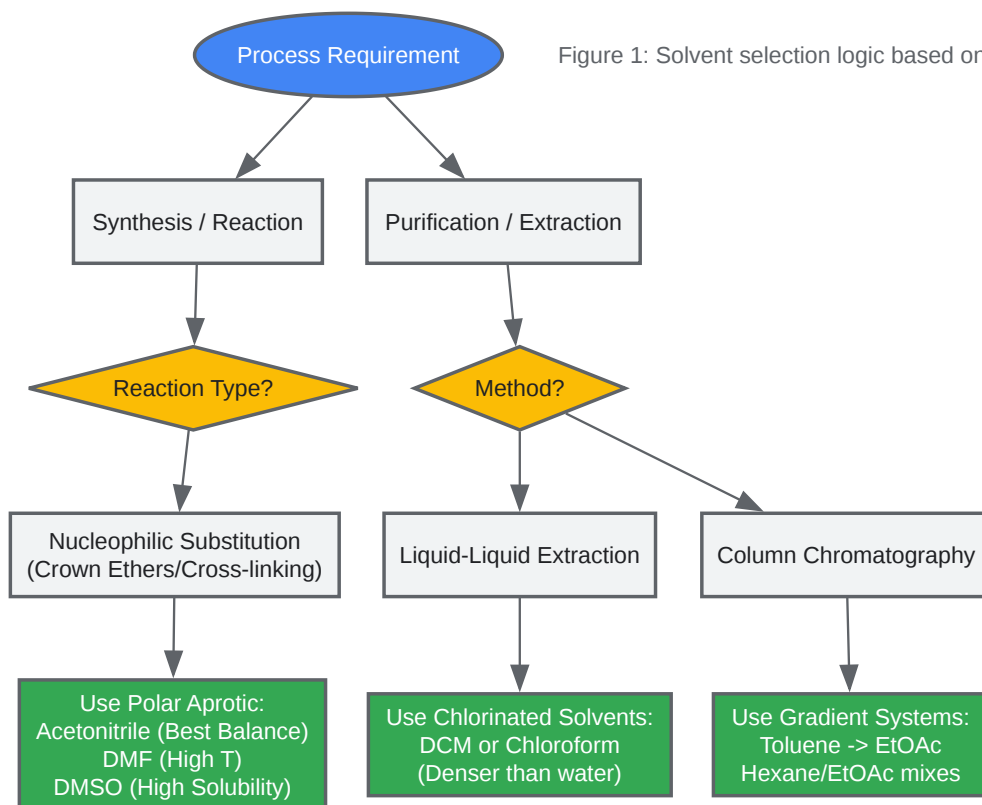 Process Requirement
Figure 1: Solvent selection logic based on
Synthesis / Reaction
Purification / Extraction
Reaction Type?
Method?
Nucleophilic Substitution
(Crown Ethers/Cross-linking)
Liquid-Liquid Extraction
Column Chromatography
Use Polar Aprotic:
Acetonitrile (Best Balance)
DMF (High T)
DMSO (High Solubility)
Use Chlorinated Solvents:
DCM or Chloroform
(Denser than water)
Use Gradient Systems:
Toluene -> EtOAc
Hexane/EtOAc mixes